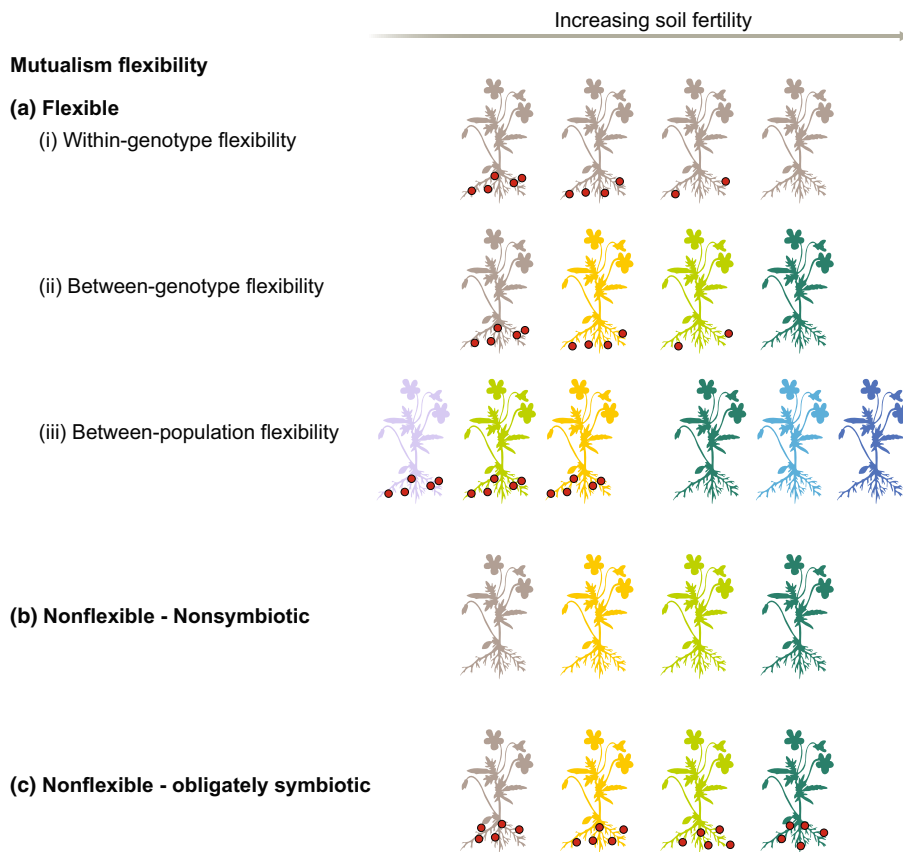 Increasing soil fertility
Mutualism flexibility
(a) Flexible
(i) Within-genotype flexibility
(ii) Between-genotype flexibility
(iii) Between-population flexibility
(b) Nonflexible - Nonsymbiotic
(c) Nonflexible - obligately symbiotic